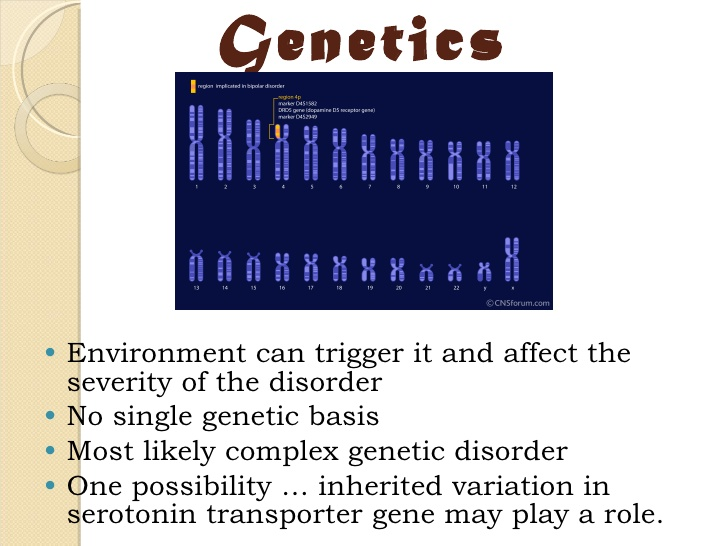 Genetics
region implicated in bipolar disorder
region 4p
marker D4S1582
DRD5 gene (dopamine D5 receptor gene)
marker D4S2949
1 2 3 4 5 6 7 8 9 10 11 12
13 14 15 16 17 18 19 20 21 22 y x
©CNSforum.com
• Environment can trigger it and affect the
severity of the disorder
• No single genetic basis
• Most likely complex genetic disorder
• One possibility … inherited variation in
serotonin transporter gene may play a role.